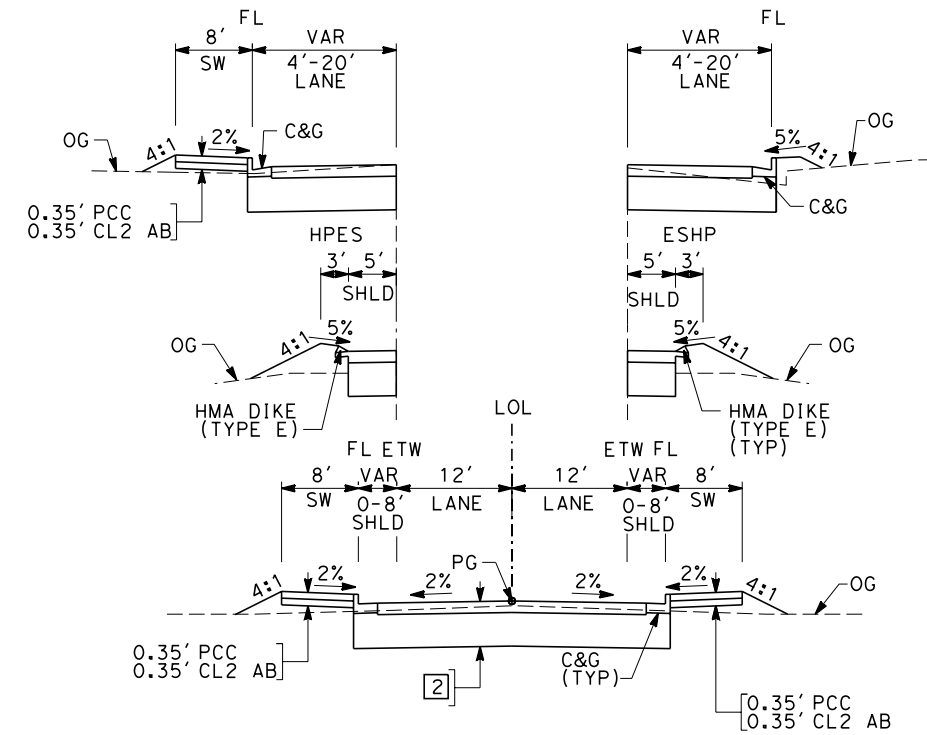 FL
FL
8' VAR
SW 4'-20'
LANE
VAR
4'-20'
LANE
OG 4:1 2% C&G
5% 4:1 OG
0.35' PCC
0.35' CL2 AB
C&G
HPES
ESHP
3' 5'
SHLD
5' 3'
SHLD
OG 4:1 5%
5% 4:1 OG
HMA DIKE
(TYPE E)
HMA DIKE
(TYPE E)
(TYP)
LOL
FL ETW
ETW FL
8' VAR 12' 12' VAR 8'
SW 0-8' LANE LANE 0-8' SW
SHLD SHLD
PG
4:1 2% 2% 2% 2% 4:1 OG
0.35' PCC
0.35' CL2 AB
2
C&G
(TYP)
0.35' PCC
0.35' CL2 AB